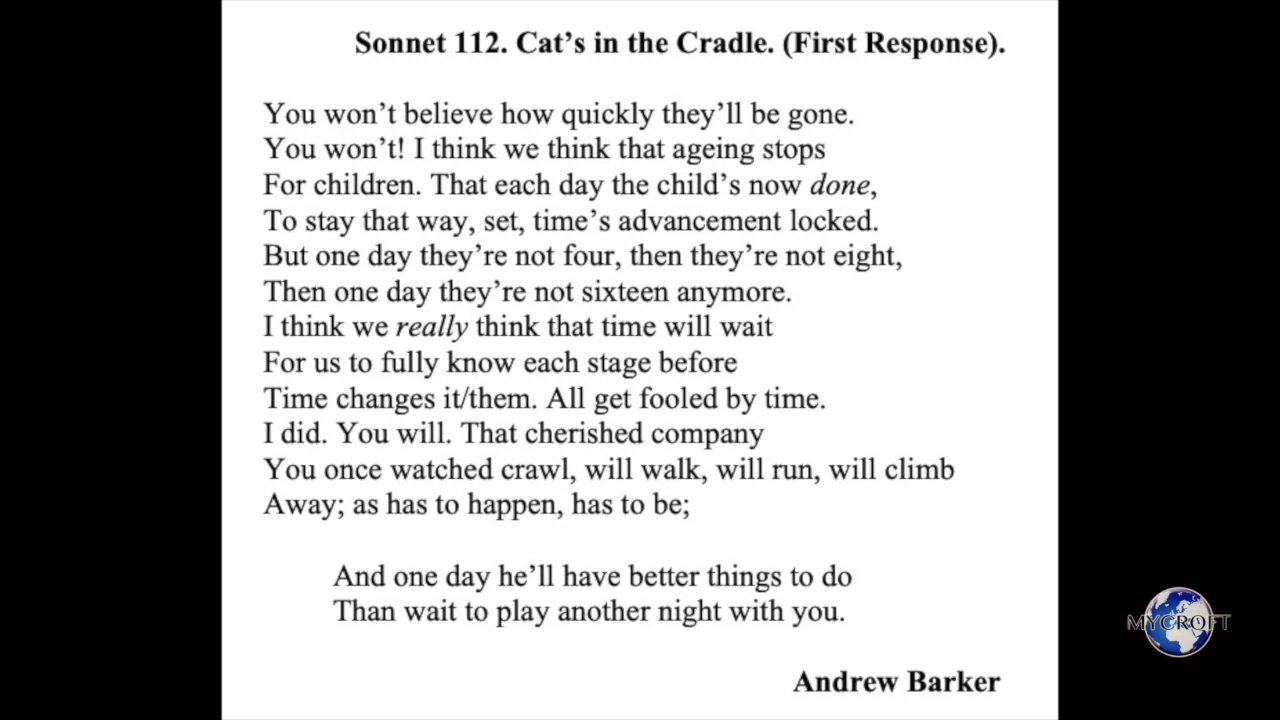 Sonnet 112. Cat’s in the Cradle. (First Response).
You won’t believe how quickly they’ll be gone.
You won’t! I think we think that ageing stops
For children. That each day the child’s now done,
To stay that way, set, time’s advancement locked.
But one day they’re not four, then they’re not eight,
Then one day they’re not sixteen anymore.
I think we really think that time will wait
For us to fully know each stage before
Time changes it/them. All get fooled by time.
I did. You will. That cherished company
You once watched crawl, will walk, will run, will climb
Away; as has to happen, has to be;
And one day he’ll have better things to do
Than wait to play another night with you.
Andrew Barker
MYCROFT